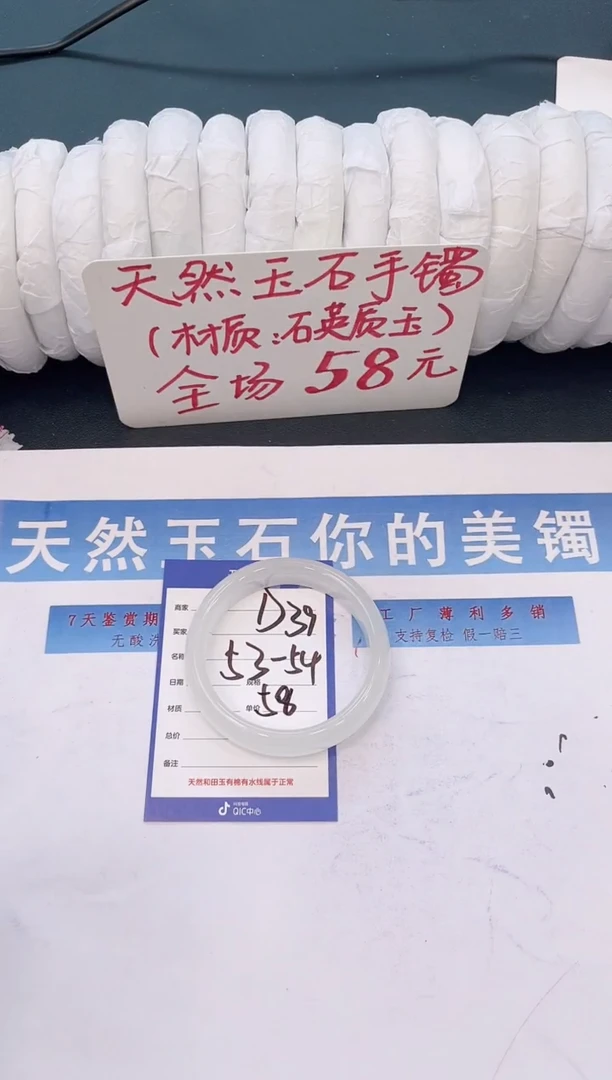 天然玉石手镯
(材质:石英质玉)
全场 58元
天然玉石你的美镯
7天鉴赏期
工厂薄利多销
无酸洗
支持复检 假一赔三
商家
D39
买家
名称
53-54
日期
规格
材质
单价
58
总价
备注
天然和田玉有棉有水线属于正常
QIC中心